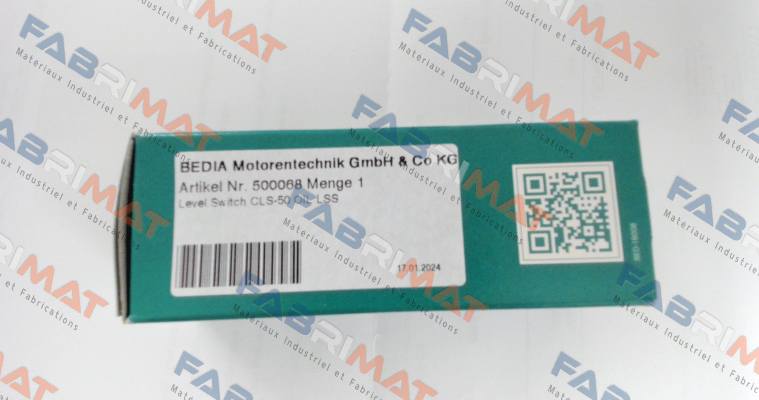 BEDIA Motorentechnik GmbH & Co KG
Artikel Nr. 500068 Menge 1
Level Switch CLS-50 OIL LSS
17.01.2024
FABRIMAT
Matériaux Industriel et Fabrications